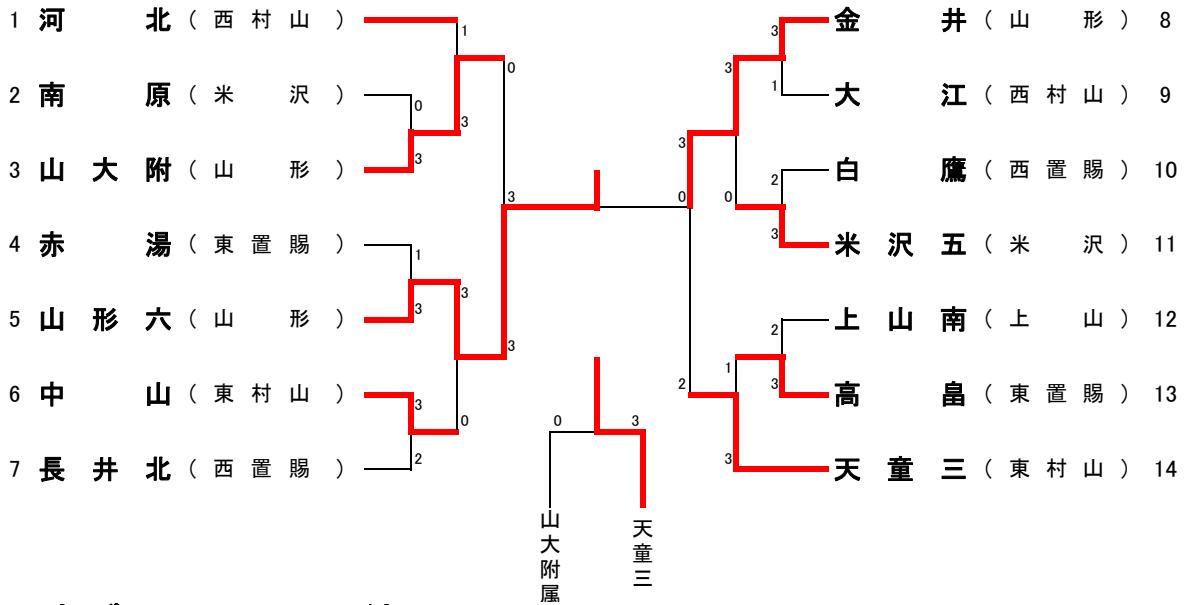 1 河 北 （ 西 村 山 ）
2 南 原 （ 米 沢 ）
3 山 大 附 （ 山 形 ）
4 赤 湯 （ 東 置 賜 ）
5 山 形 六 （ 山 形 ）
6 中 山 （ 東 村 山 ）
7 長 井 北 （ 西 置 賜 ）
1
0
0
3
3
3
1
3
3
3
3
0
2
金 井 （ 山 形 ） 8
大 江 （ 西 村 山 ） 9
白 鷹 （ 西 置 賜 ） 10
米 沢 五 （ 米 沢 ） 11
上 山 南 （ 上 山 ） 12
高 畠 （ 東 置 賜 ） 13
天 童 三 （ 東 村 山 ） 14
3
3
1
3
2
0
0
3
2
1
2
3
3
0
3
山大附属
天童三